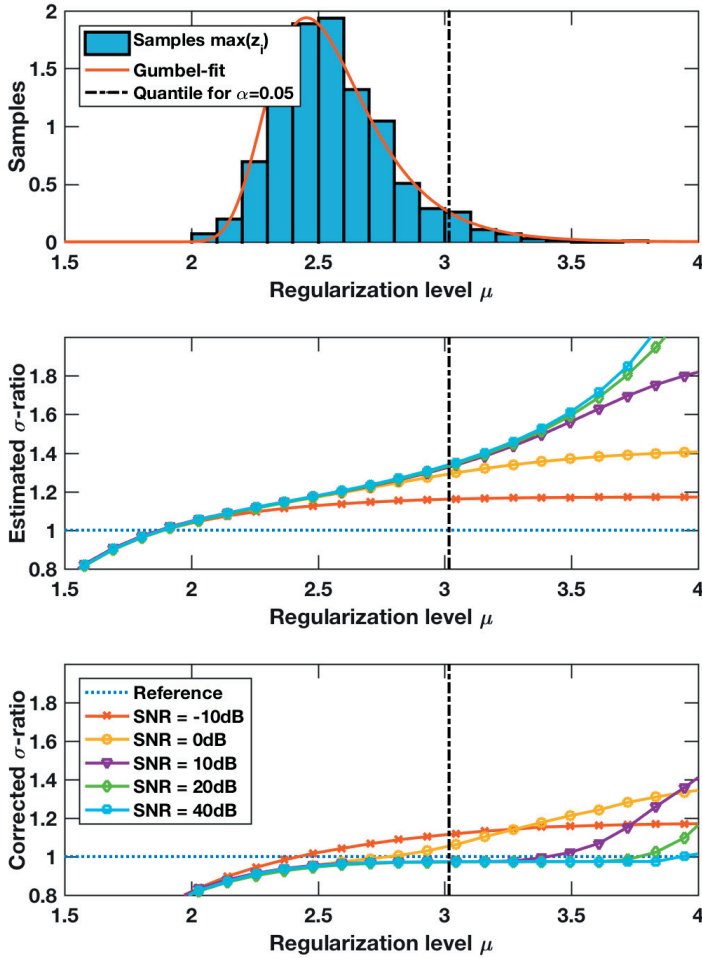 2
1.5
1
0.5
0
Samples
Samples max(z_i)
Gumbel-fit
Quantile for α=0.05
1.5 2 2.5 3 3.5 4
Regularization level μ
1.8
1.6
1.4
1.2
1
0.8
Estimated σ-ratio
1.5 2 2.5 3 3.5 4
Regularization level μ
1.8
1.6
1.4
1.2
1
0.8
Corrected σ-ratio
Reference
SNR = -10dB
SNR = 0dB
SNR = 10dB
SNR = 20dB
SNR = 40dB
1.5 2 2.5 3 3.5 4
Regularization level μ